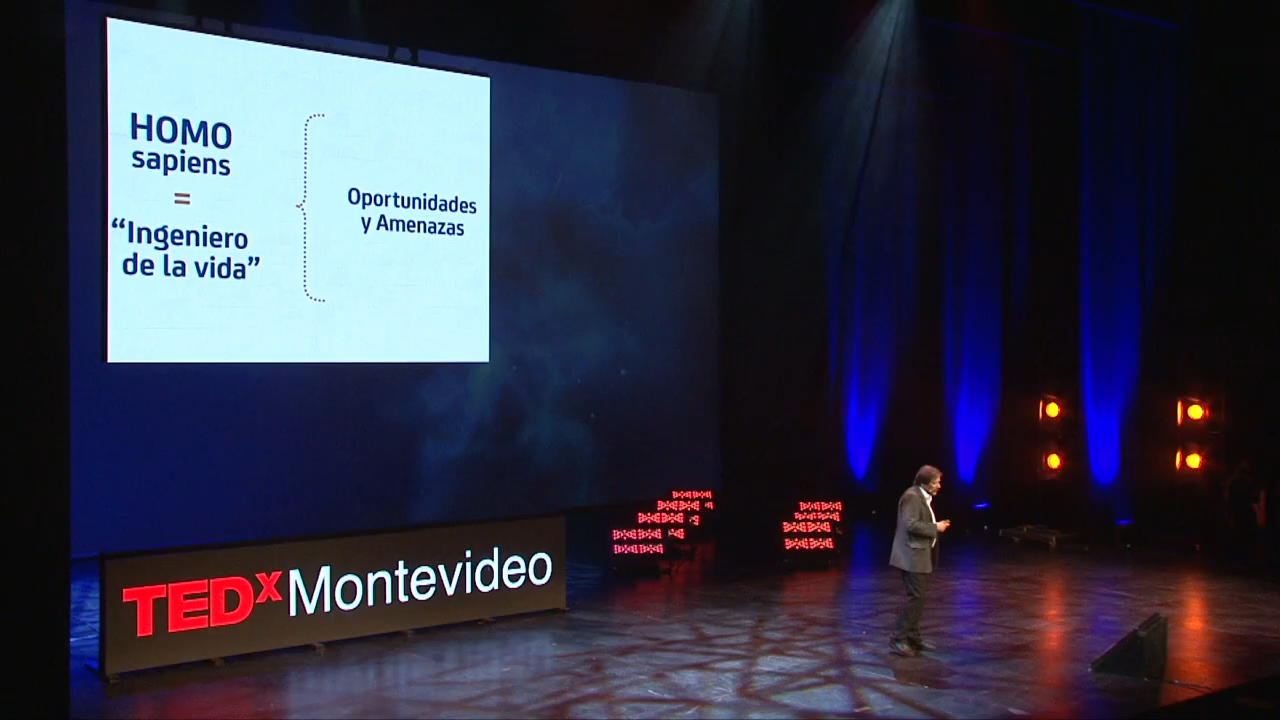 HOMO
sapiens
=
“Ingeniero
de la vida”
Oportunidades
y Amenazas
TEDxMontevideo